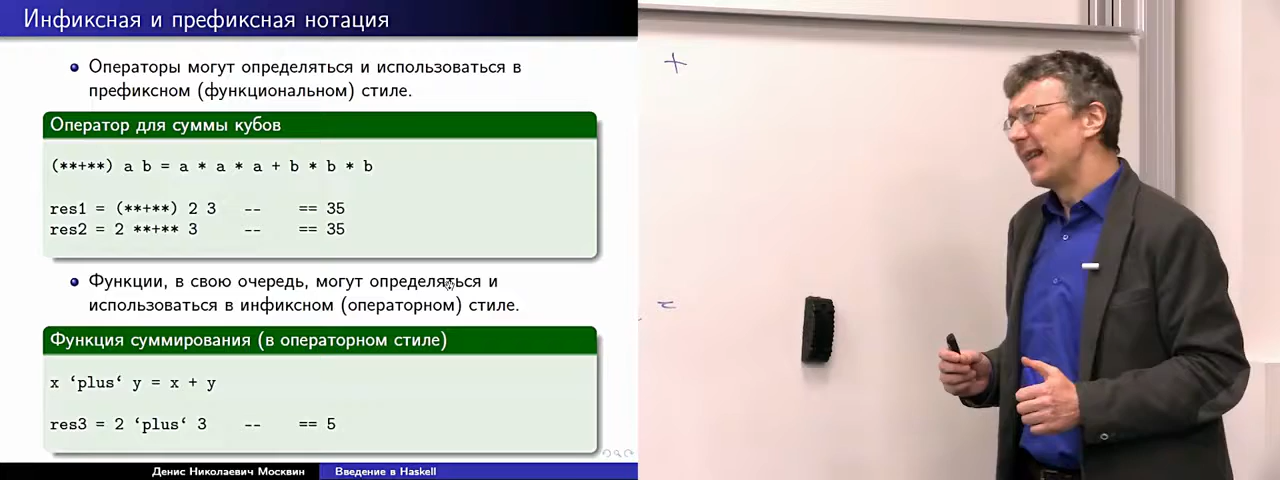 Инфиксная и префиксная нотация
Операторы могут определяться и использоваться в
префиксном (функциональном) стиле.
Оператор для суммы кубов
(**+**) a b = a * a * a + b * b * b
res1 = (**+**) 2 3 -- == 35
res2 = 2 **+** 3 -- == 35
Функции, в свою очередь, могут определяться и
использоваться в инфиксном (операторном) стиле.
Функция суммирования (в операторном стиле)
x ‘plus‘ y = x + y
res3 = 2 ‘plus‘ 3 -- == 5
Денис Николаевич Москвин Введение в Haskell
+
=